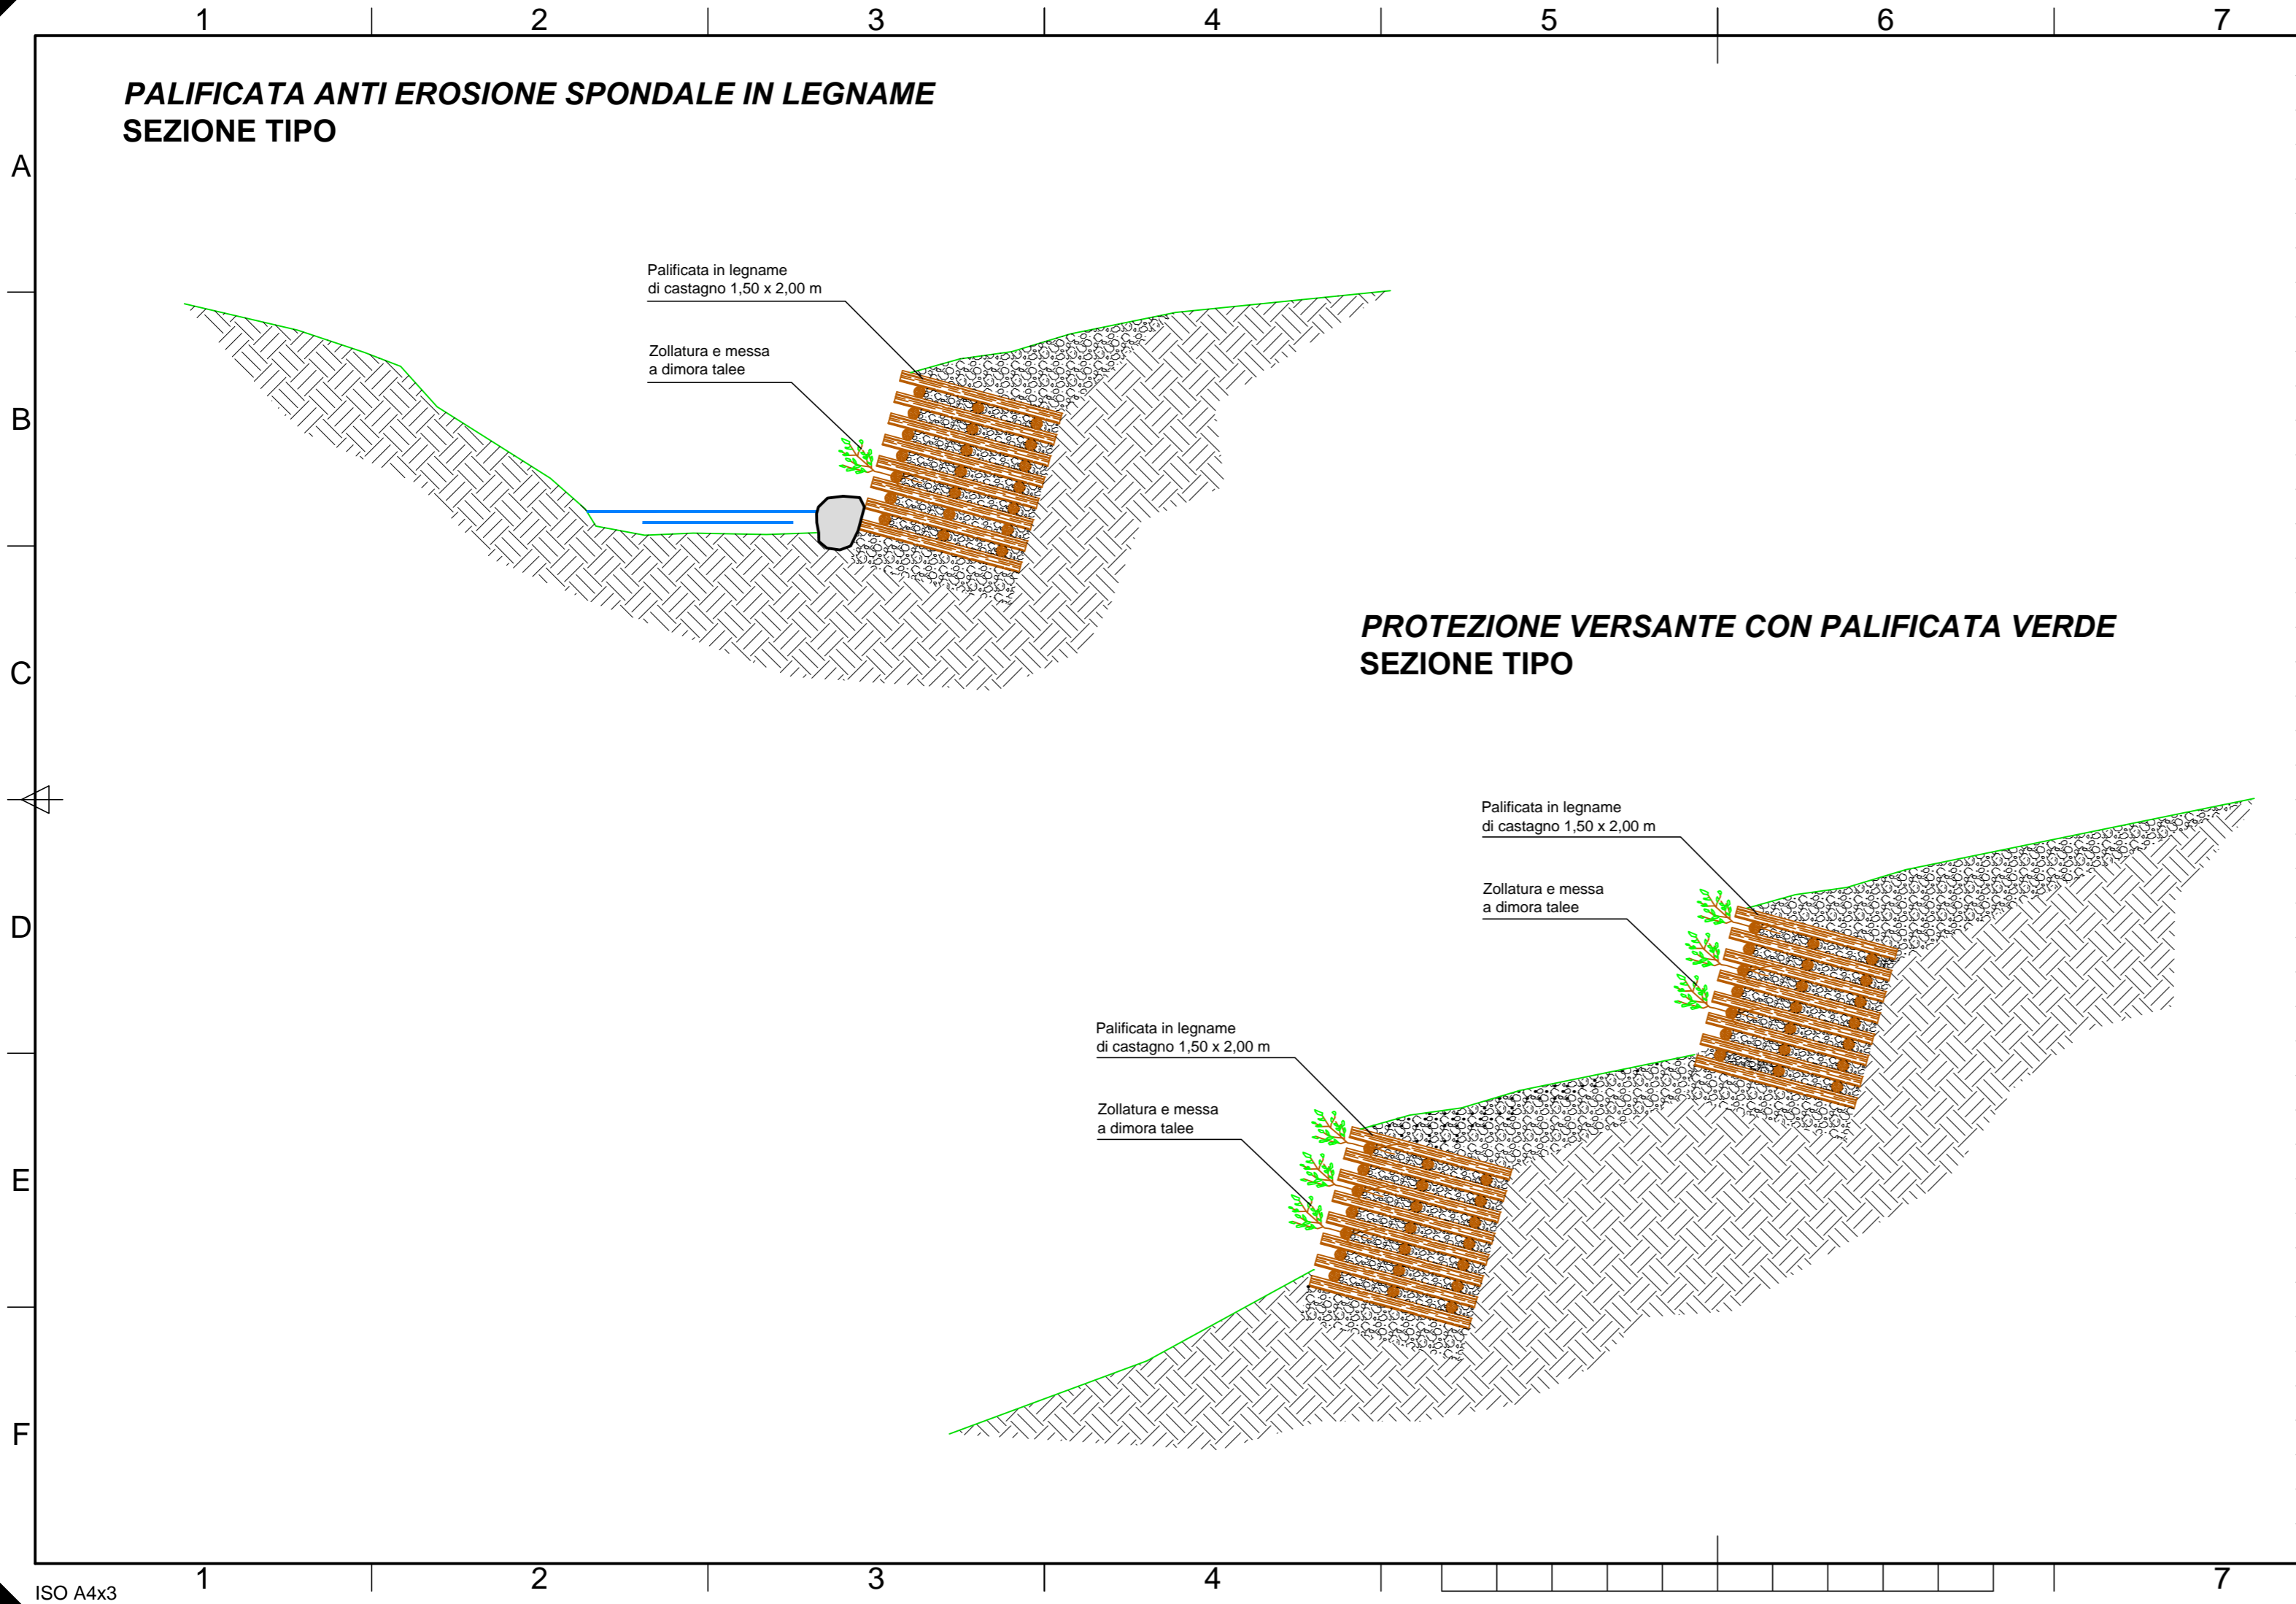 1 2 3 4 5 6 7
PALIFICATA ANTI EROSIONE SPONDALE IN LEGNAME
SEZIONE TIPO
A
Palificata in legname
di castagno 1,50 x 2,00 m
Zollatura e messa
a dimora talee
B
PROTEZIONE VERSANTE CON PALIFICATA VERDE
SEZIONE TIPO
C
Palificata in legname
di castagno 1,50 x 2,00 m
Zollatura e messa
a dimora talee
D
Palificata in legname
di castagno 1,50 x 2,00 m
Zollatura e messa
a dimora talee
E
F
1 2 3 4 7
ISO A4x3